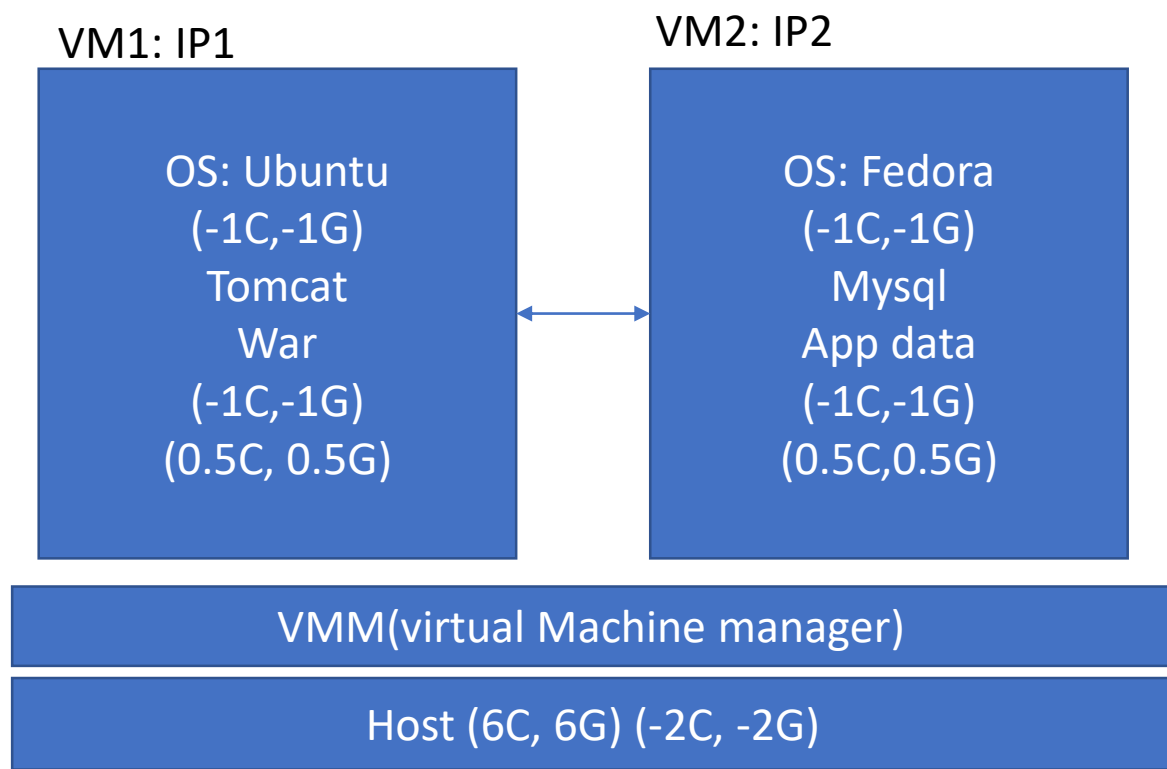 VM1: IP1
VM2: IP2
OS: Ubuntu
(-1C,-1G)
Tomcat
War
(-1C,-1G)
(0.5C, 0.5G)
OS: Fedora
(-1C,-1G)
Mysql
App data
(-1C,-1G)
(0.5C,0.5G)
VMM(virtual Machine manager)
Host (6C, 6G) (-2C, -2G)